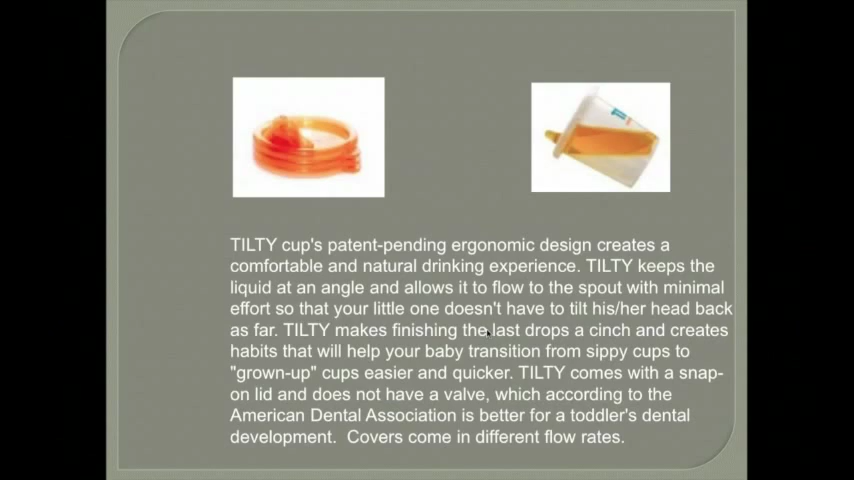 TILTY cup's patent-pending ergonomic design creates a
comfortable and natural drinking experience. TILTY keeps the
liquid at an angle and allows it to flow to the spout with minimal
effort so that your little one doesn't have to tilt his/her head back
as far. TILTY makes finishing the last drops a cinch and creates
habits that will help your baby transition from sippy cups to
"grown-up" cups easier and quicker. TILTY comes with a snap-
on lid and does not have a valve, which according to the
American Dental Association is better for a toddler's dental
development.  Covers come in different flow rates.